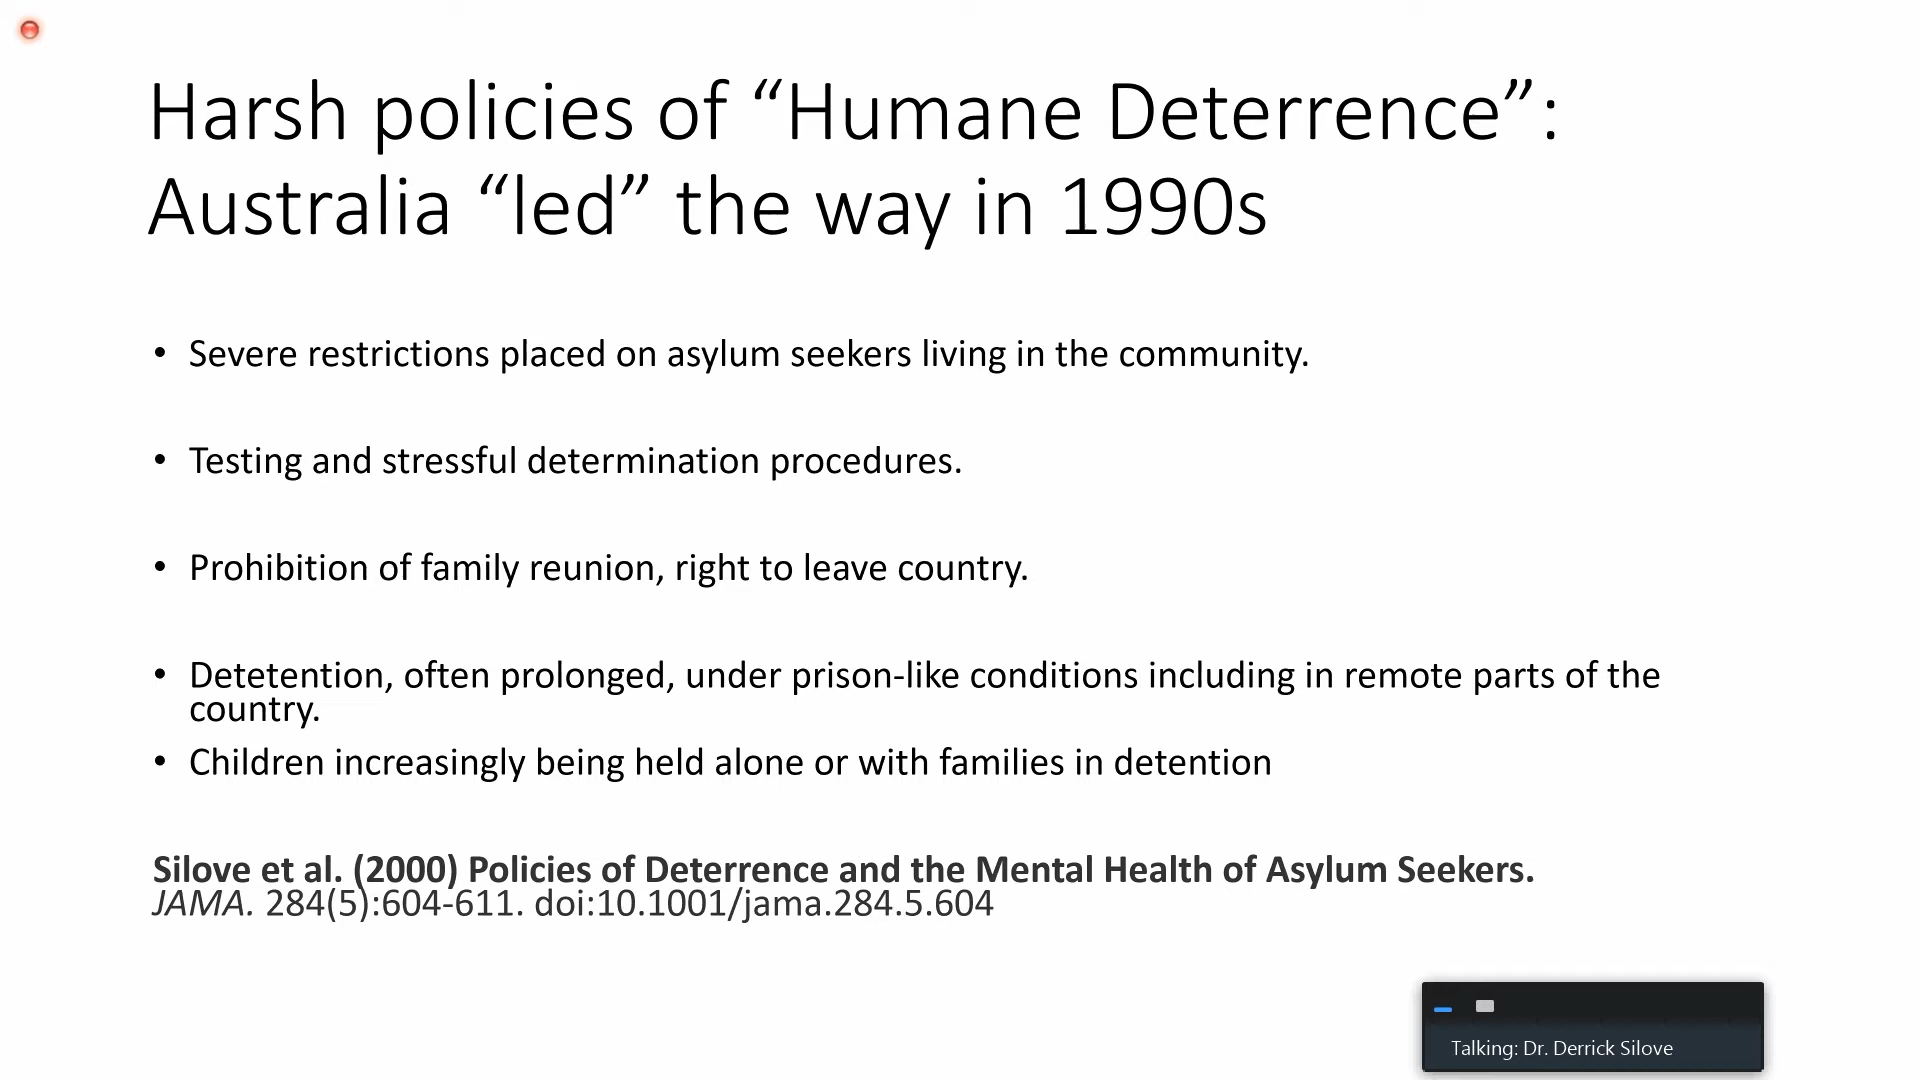 Harsh policies of “Humane Deterrence”:
Australia “led” the way in 1990s
• Severe restrictions placed on asylum seekers living in the community.
• Testing and stressful determination procedures.
• Prohibition of family reunion, right to leave country.
• Detetention, often prolonged, under prison-like conditions including in remote parts of the
country.
• Children increasingly being held alone or with families in detention
Silove et al. (2000) Policies of Deterrence and the Mental Health of Asylum Seekers.
JAMA. 284(5):604-611. doi:10.1001/jama.284.5.604
Talking: Dr. Derrick Silove